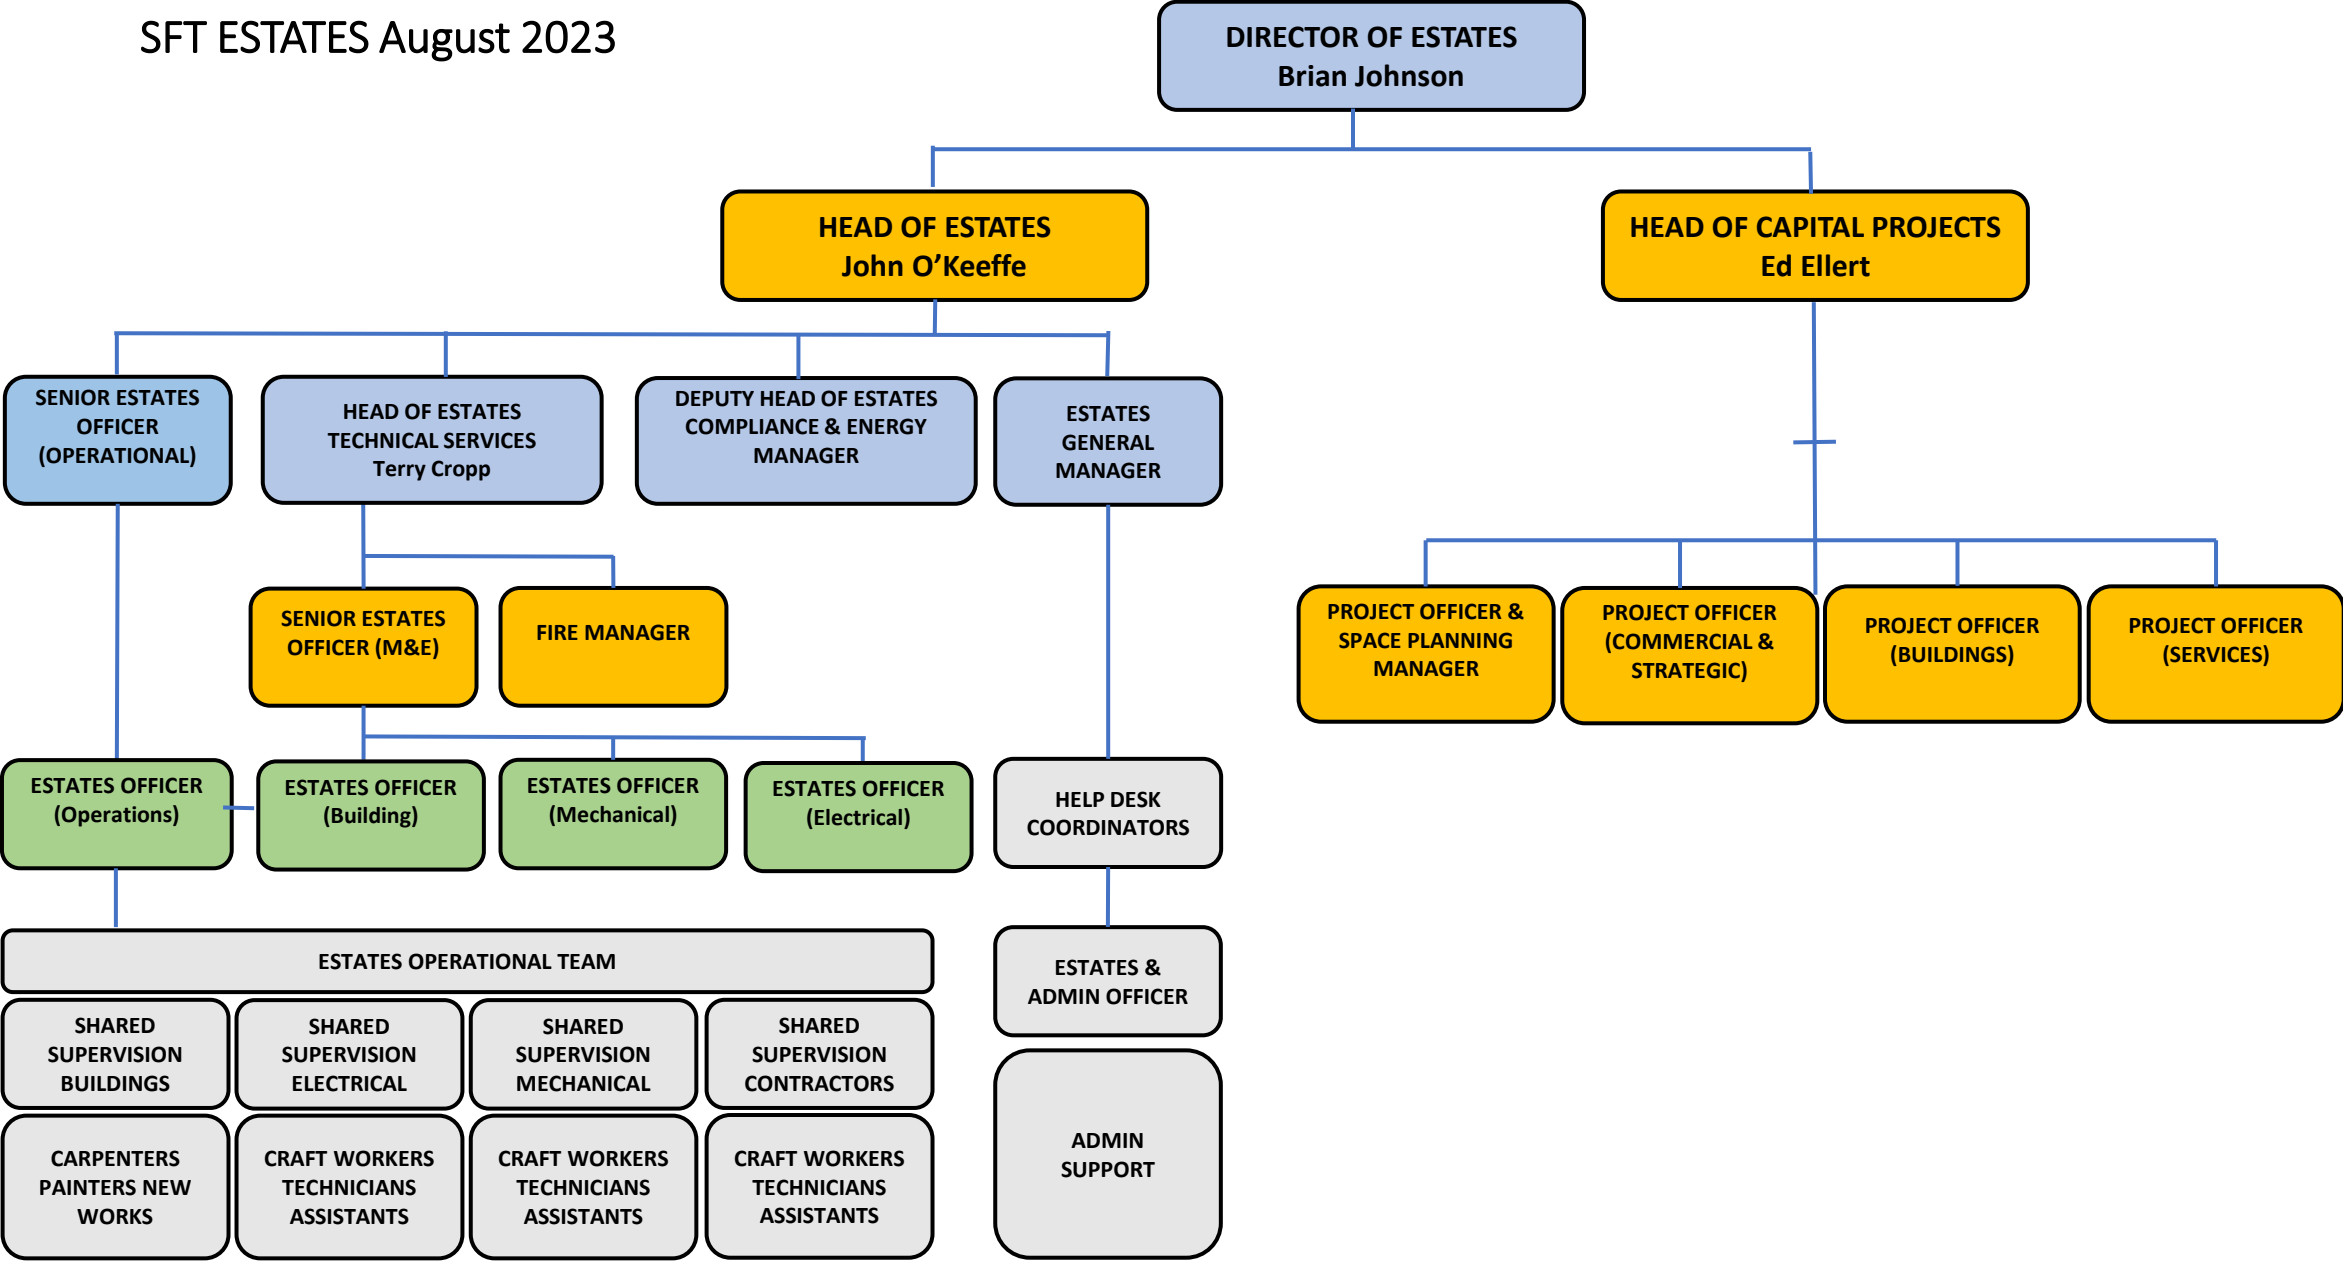 SFT ESTATES August 2023
DIRECTOR OF ESTATES
Brian Johnson
HEAD OF ESTATES
John O’Keeffe
HEAD OF CAPITAL PROJECTS
Ed Ellert
SENIOR ESTATES
OFFICER
(OPERATIONAL)
HEAD OF ESTATES
TECHNICAL SERVICES
Terry Cropp
DEPUTY HEAD OF ESTATES
COMPLIANCE & ENERGY
MANAGER
ESTATES
GENERAL
MANAGER
SENIOR ESTATES
OFFICER (M&E)
FIRE MANAGER
PROJECT OFFICER &
SPACE PLANNING
MANAGER
PROJECT OFFICER
(COMMERCIAL &
STRATEGIC)
PROJECT OFFICER
(BUILDINGS)
PROJECT OFFICER
(SERVICES)
ESTATES OFFICER
(Operations)
ESTATES OFFICER
(Building)
ESTATES OFFICER
(Mechanical)
ESTATES OFFICER
(Electrical)
HELP DESK
COORDINATORS
ESTATES OPERATIONAL TEAM
ESTATES &
ADMIN OFFICER
SHARED
SUPERVISION
BUILDINGS
SHARED
SUPERVISION
ELECTRICAL
SHARED
SUPERVISION
MECHANICAL
SHARED
SUPERVISION
CONTRACTORS
CARPENTERS
PAINTERS NEW
WORKS
CRAFT WORKERS
TECHNICIANS
ASSISTANTS
CRAFT WORKERS
TECHNICIANS
ASSISTANTS
CRAFT WORKERS
TECHNICIANS
ASSISTANTS
ADMIN
SUPPORT